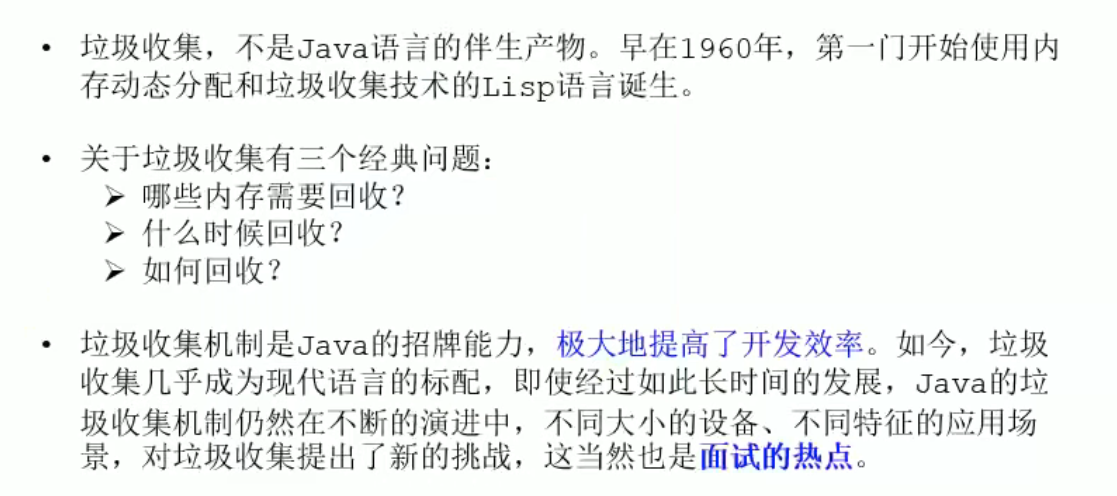 • 垃圾收集，不是Java语言的伴生产物。早在1960年，第一门开始使用内
存动态分配和垃圾收集技术的Lisp语言诞生。
• 关于垃圾收集有三个经典问题：
➢ 哪些内存需要回收？
➢ 什么时候回收？
➢ 如何回收？
• 垃圾收集机制是Java的招牌能力，极大地提高了开发效率。如今，垃圾
收集几乎成为现代语言的标配，即使经过如此长时间的发展，Java的垃
圾收集机制仍然在不断的演进中，不同大小的设备、不同特征的应用场
景，对垃圾收集提出了新的挑战，这当然也是面试的热点。